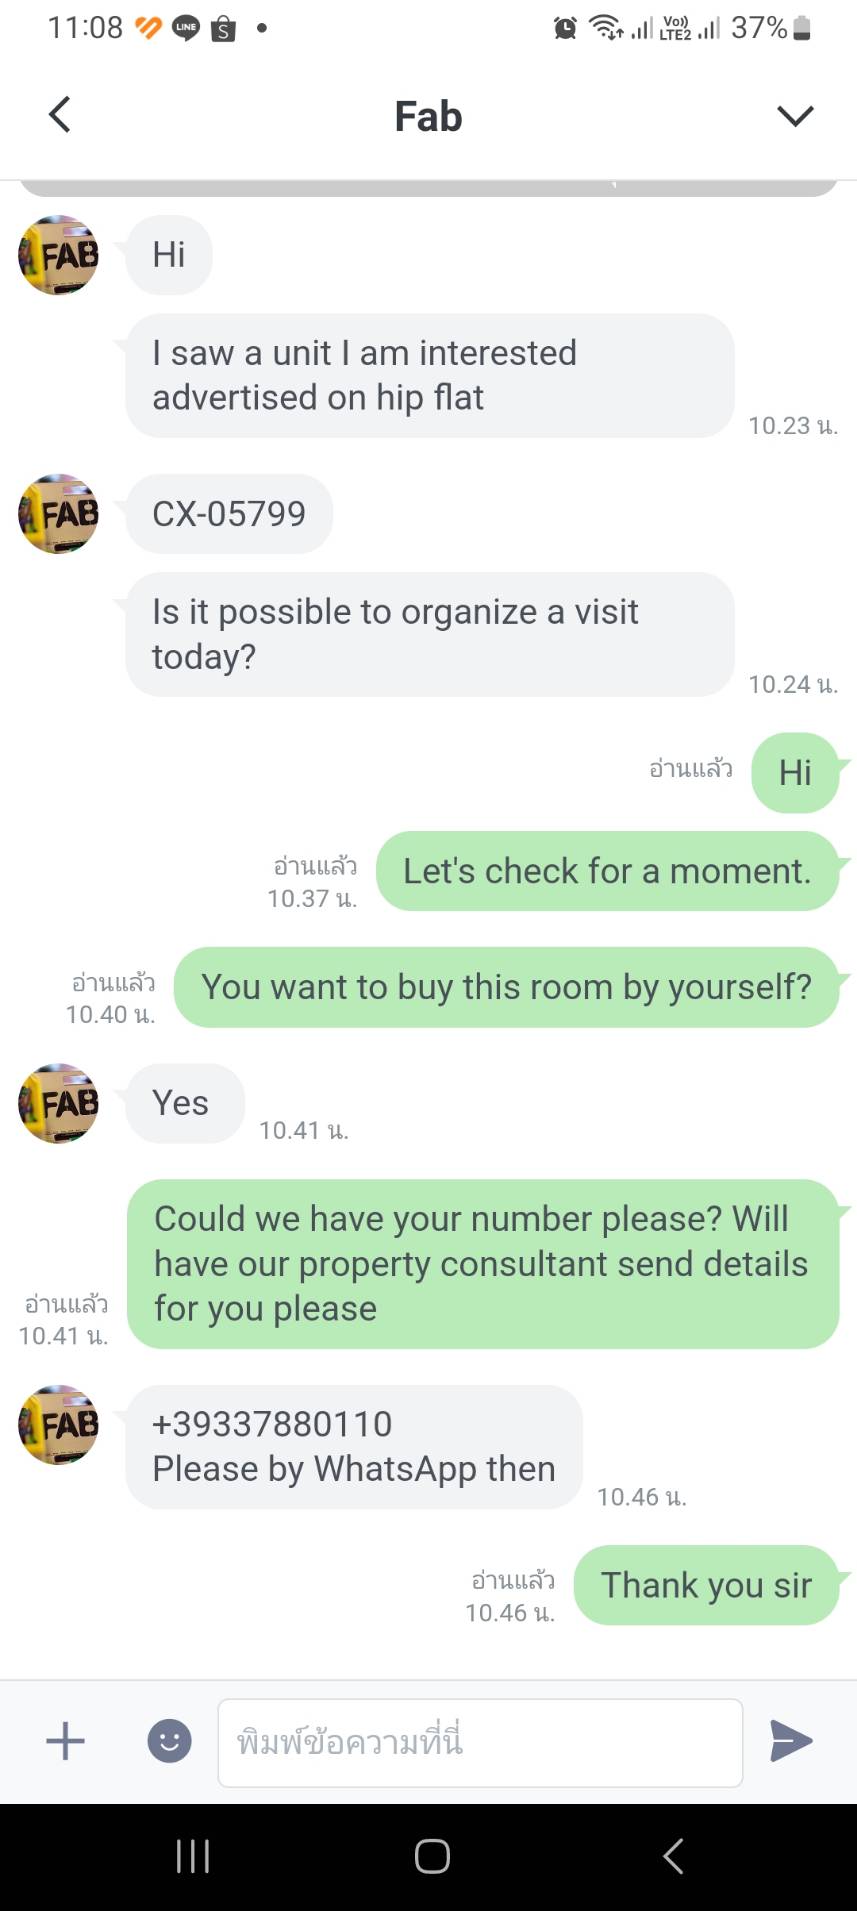 11:08 LINE S Vo)) LTE2 37%
Fab
FAB
Hi
I saw a unit I am interested
advertised on hip flat
10.23 น.
FAB
CX-05799
Is it possible to organize a visit
today?
10.24 น.
อ่านแล้ว
Hi
อ่านแล้ว
10.37 น.
Let's check for a moment.
อ่านแล้ว
10.40 น.
You want to buy this room by yourself?
FAB
Yes
10.41 น.
Could we have your number please? Will
have our property consultant send details
for you please
อ่านแล้ว
10.41 น.
FAB
+39337880110
Please by WhatsApp then
10.46 น.
อ่านแล้ว
10.46 น.
Thank you sir
พิมพ์ข้อความที่นี่